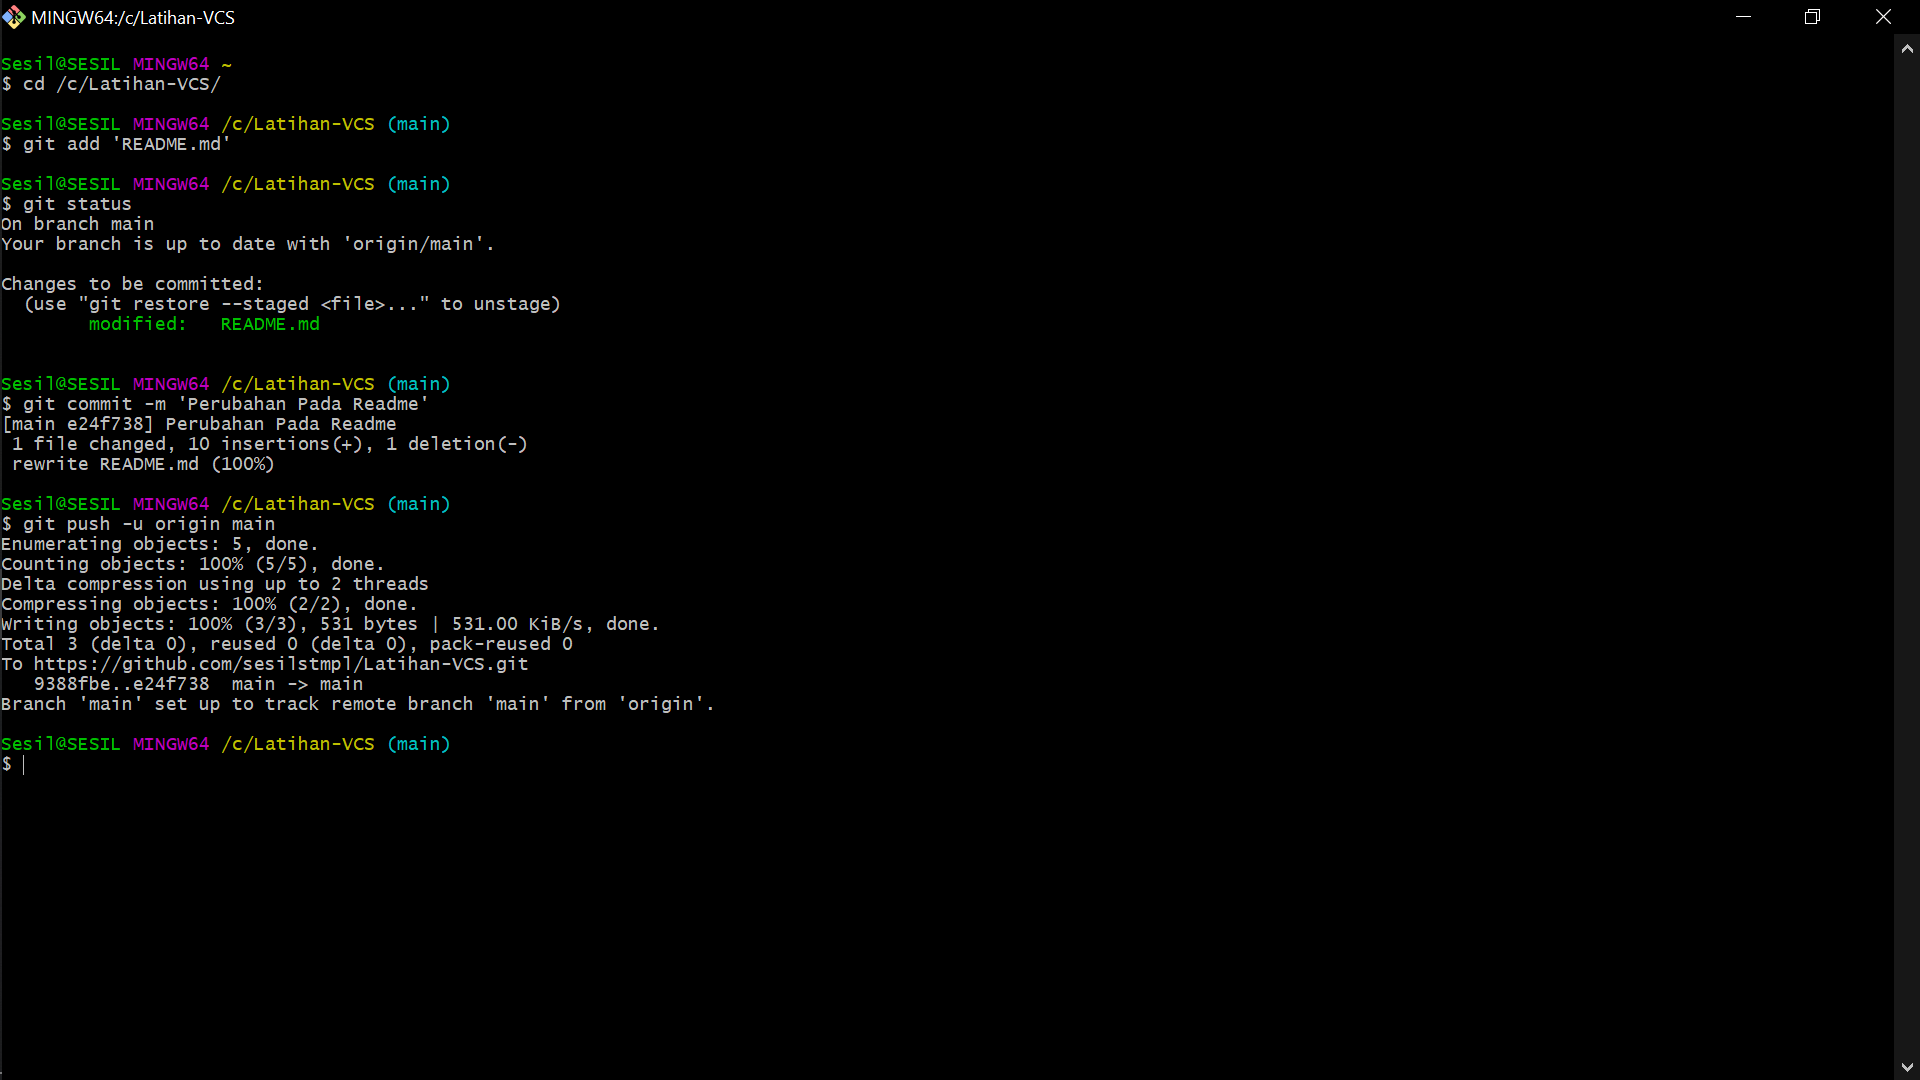 MINGW64:/c/Latihan-VCS
Sesil@SESIL MINGW64 ~
$ cd /c/Latihan-VCS/
Sesil@SESIL MINGW64 /c/Latihan-VCS (main)
$ git add 'README.md'
Sesil@SESIL MINGW64 /c/Latihan-VCS (main)
$ git status
On branch main
Your branch is up to date with 'origin/main'.
Changes to be committed:
  (use "git restore --staged <file>..." to unstage)
        modified:   README.md
Sesil@SESIL MINGW64 /c/Latihan-VCS (main)
$ git commit -m 'Perubahan Pada Readme'
[main e24f738] Perubahan Pada Readme
 1 file changed, 10 insertions(+), 1 deletion(-)
 rewrite README.md (100%)
Sesil@SESIL MINGW64 /c/Latihan-VCS (main)
$ git push -u origin main
Enumerating objects: 5, done.
Counting objects: 100% (5/5), done.
Delta compression using up to 2 threads
Compressing objects: 100% (2/2), done.
Writing objects: 100% (3/3), 531 bytes | 531.00 KiB/s, done.
Total 3 (delta 0), reused 0 (delta 0), pack-reused 0
To https://github.com/sesilstmpl/Latihan-VCS.git
   9388fbe..e24f738  main -> main
Branch 'main' set up to track remote branch 'main' from 'origin'.
Sesil@SESIL MINGW64 /c/Latihan-VCS (main)
$